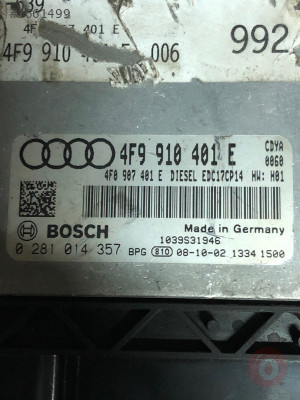 4F9 910 401 E 006
992
4F9 910 401 E
CDYA
0060
4F0 907 401 E DIESEL EDC17CP14 HW: H01
BOSCH
Made in Germany
1039S31946
0 281 014 357 BPG 810 08-10-02 1334 1500